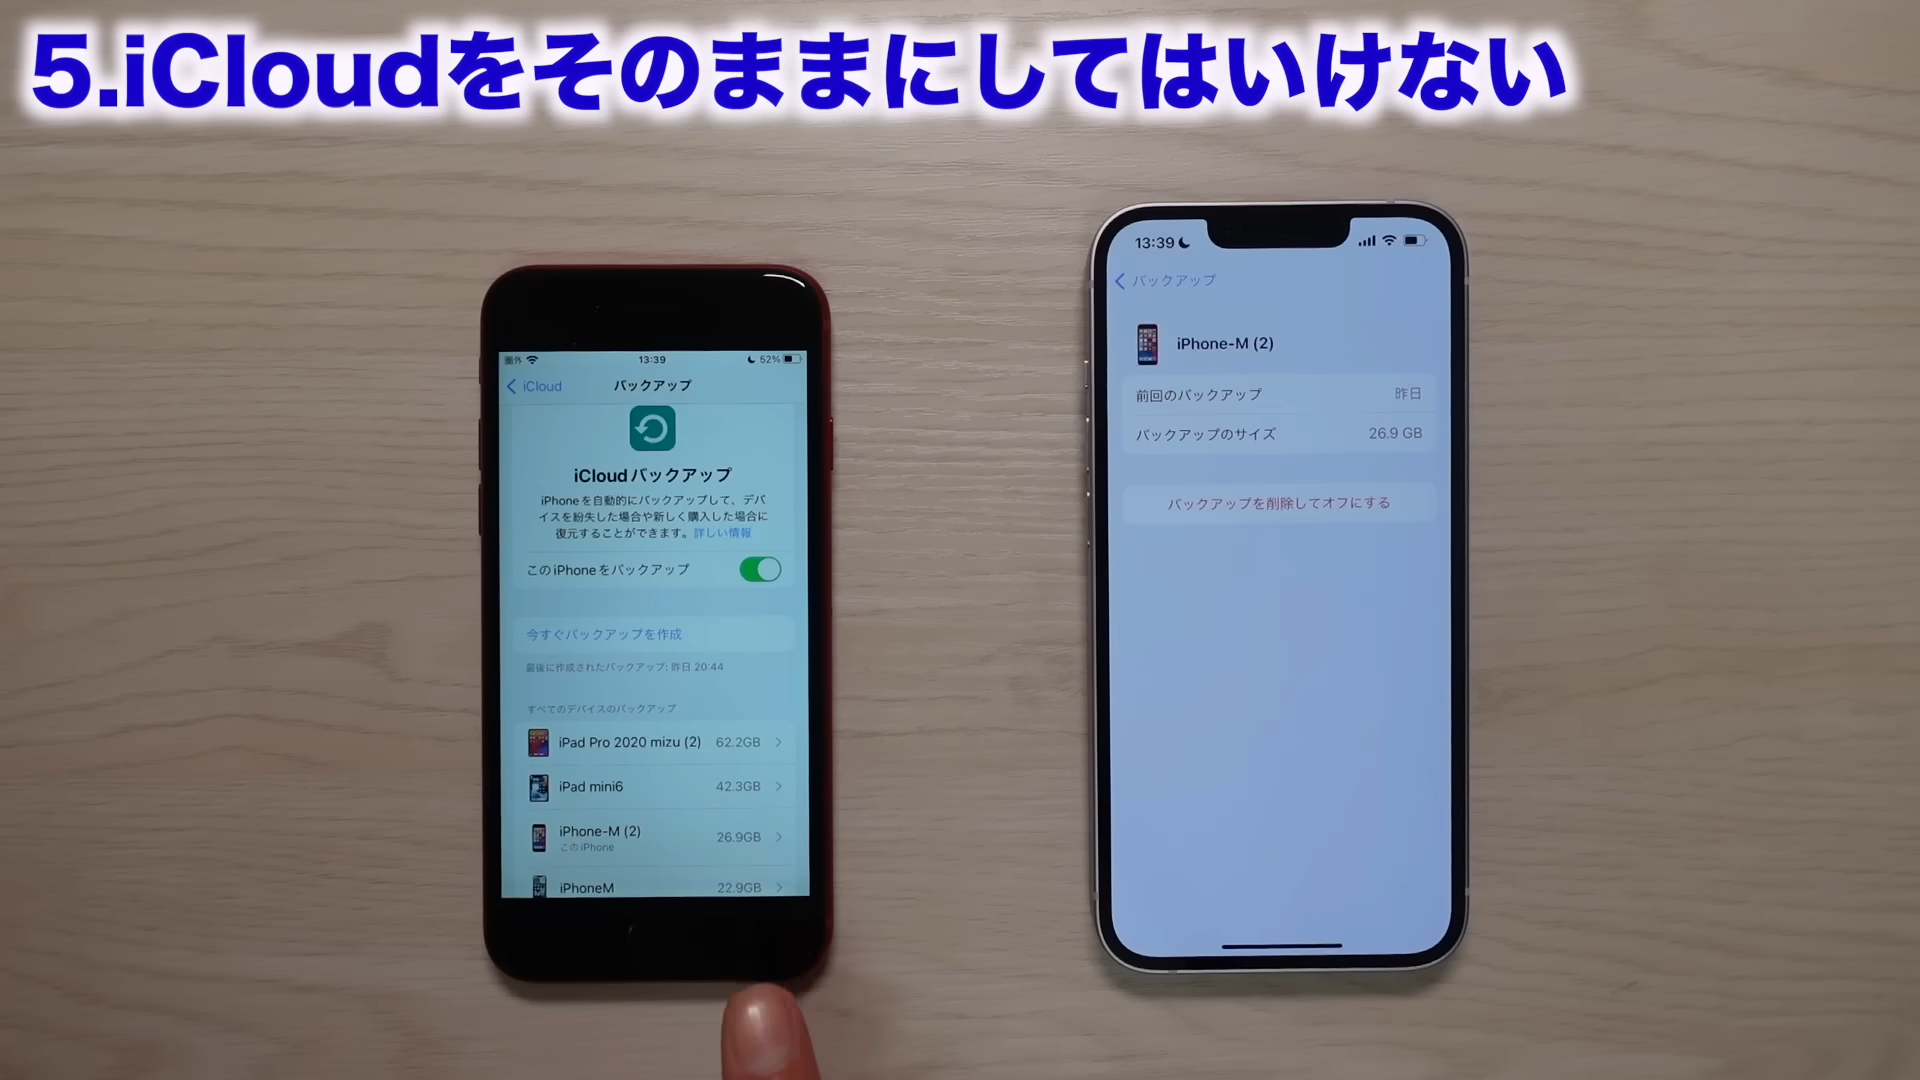 5.iCloudをそのままにしてはいけない
圏外 13:39 52%
iCloud バックアップ
iCloudバックアップ
iPhoneを自動的にバックアップして、デバ
イスを紛失した場合や新しく購入した場合に
復元することができます。詳しい情報
このiPhoneをバックアップ
今すぐバックアップを作成
最後に作成されたバックアップ: 昨日 20:44
すべてのデバイスのバックアップ
iPad Pro 2020 mizu (2) 62.2GB
iPad mini6 42.3GB
iPhone-M (2) 26.9GB
このiPhone
iPhoneM 22.9GB
13:39
バックアップ
iPhone-M (2)
前回のバックアップ 昨日
バックアップのサイズ 26.9 GB
バックアップを削除してオフにする